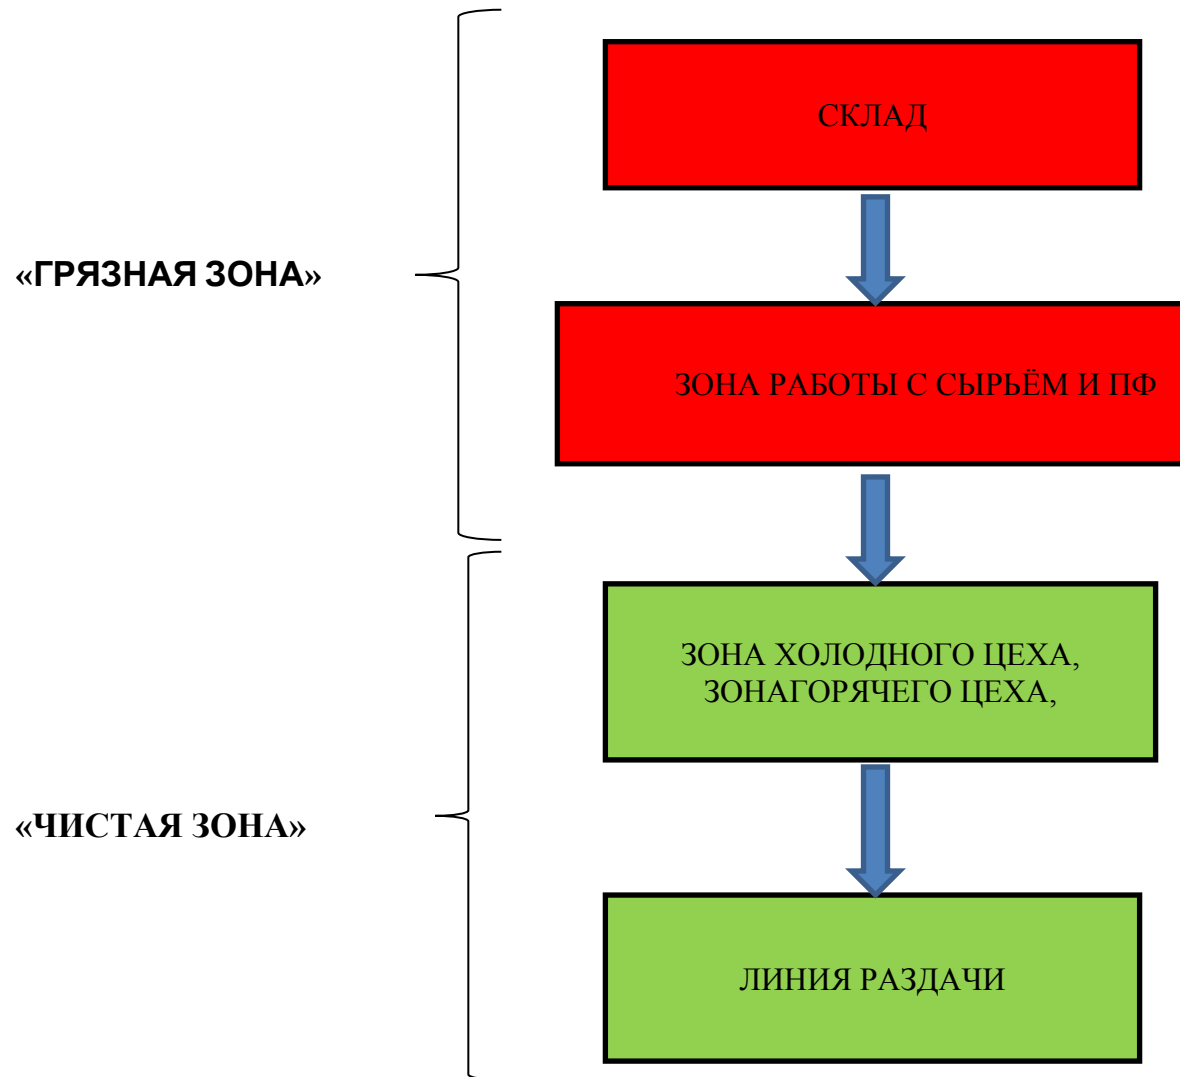 СКЛАД
«ГРЯЗНАЯ ЗОНА»
ЗОНА РАБОТЫ С СЫРЬЁМ И ПФ
ЗОНА ХОЛОДНОГО ЦЕХА,
ЗОНАГОРЯЧЕГО ЦЕХА,
«ЧИСТАЯ ЗОНА»
ЛИНИЯ РАЗДАЧИ